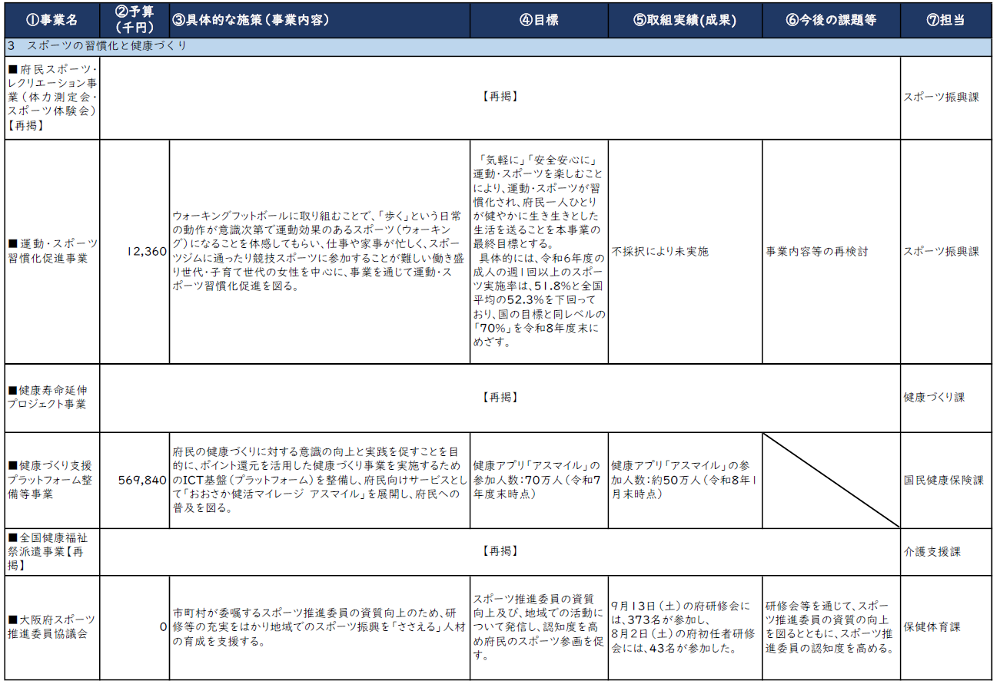 ①事業名
②予算
(千円)
③具体的な施策(事業内容)
④目標
⑤取組実績(成果)
⑥今後の課題等
⑦担当
3 スポーツの習慣化と健康づくり
■府民スポーツ・
レクリエーション事
業(体力測定会・
スポーツ体験会)
【再掲】
【再掲】
スポーツ振興課
■運動・スポーツ
習慣化促進事業
12,360
ウォーキングフットボールに取り組むことで、「歩く」という日常
の動作が意識次第で運動効果のあるスポーツ(ウォーキン
グ)になることを体感してもらい、仕事や家事が忙しく、スポー
ツジムに通ったり競技スポーツに参加することが難しい働き盛
り世代・子育て世代の女性を中心に、事業を通じて運動・ス
ポーツ習慣化促進を図る。
「気軽に」「安全安心に」
運動・スポーツを楽しむこと
により、運動・スポーツが習
慣化され、府民一人ひとり
が健やかに生き生きとした
生活を送ることを本事業の
最終目標とする。
具体的には、令和6年度の
成人の週1回以上のスポー
ツ実施率は、51.8%と全国
平均の52.3%を下回って
おり、国の目標と同レベルの
「70%」を令和8年度末に
めざす。
不採択により未実施
事業内容等の再検討
スポーツ振興課
■健康寿命延伸
プロジェクト事業
【再掲】
健康づくり課
■健康づくり支援
プラットフォーム整
備等事業
569,840
府民の健康づくりに対する意識の向上と実践を促すことを目
的に、ポイント還元を活用した健康づくり事業を実施するため
のICT基盤(プラットフォーム)を整備し、府民向けサービスとし
て「おおさか健活マイレージ アスマイル」を展開し、府民への
普及を図る。
健康アプリ「アスマイル」の
参加人数:70万人(令和7
年度末時点)
健康アプリ「アスマイル」の参
加人数:約50万人(令和8年1
月末時点)
国民健康保険課
■全国健康福祉
祭派遣事業【再
掲】
【再掲】
介護支援課
■大阪府スポーツ
推進委員協議会
0
市町村が委嘱するスポーツ推進委員の資質向上のため、研
修等の充実をはかり地域でのスポーツ振興を「ささえる」人材
の育成を支援する。
スポーツ推進委員の資質
向上及び、地域での活動に
ついて発信し、認知度を高
め府民のスポーツ参画を促
す。
9月13日(土)の府研修会に
は、373名が参加し、
8月2日(土)の府初任者研修
会には、43名が参加した。
研修会等を通じて、スポー
ツ推進委員の資質の向上
を図るとともに、スポーツ推
進委員の認知度を高める。
保健体育課